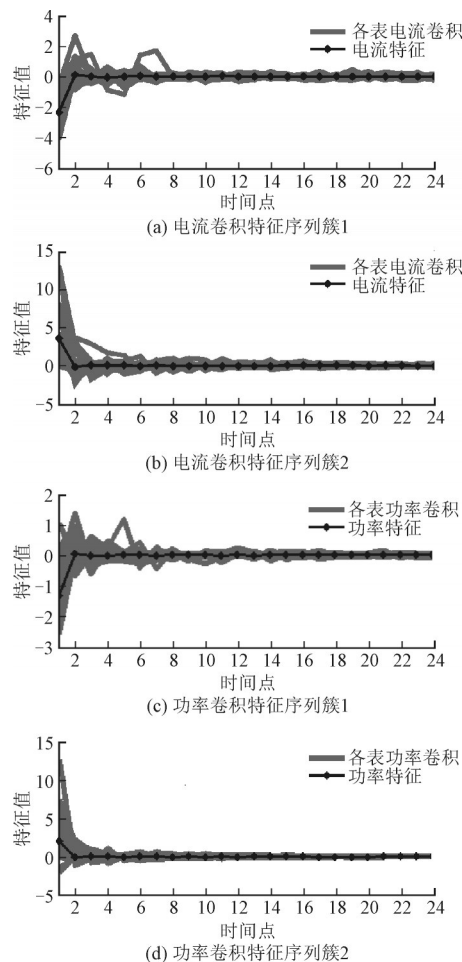 4
2
0
-2
-4
-6
特征值
各表电流卷积
电流特征
2 4 6 8 10 12 14 16 18 20 22 24
时间点
(a) 电流卷积特征序列簇1
15
10
5
0
-5
特征值
各表电流卷积
电流特征
2 4 6 8 10 12 14 16 18 20 22 24
时间点
(b) 电流卷积特征序列簇2
2
1
0
-1
-2
-3
特征值
各表功率卷积
功率特征
2 4 6 8 10 12 14 16 18 20 22 24
时间点
(c) 功率卷积特征序列簇1
15
10
5
0
-5
特征值
各表功率卷积
功率特征
2 4 6 8 10 12 14 16 18 20 22 24
时间点
(d) 功率卷积特征序列簇2